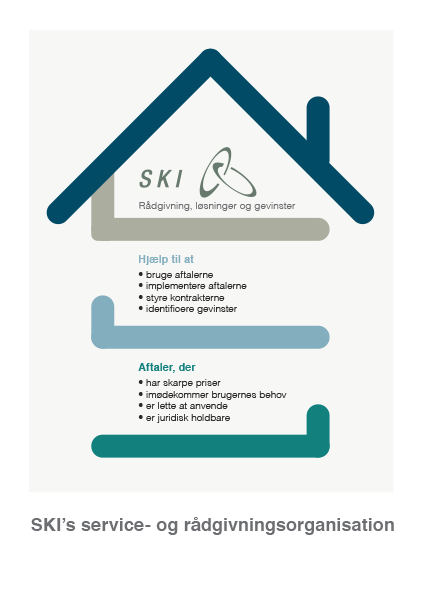 SKI
Rådgivning, løsninger og gevinster
Hjælp til at
• bruge aftalerne
• implementere aftalerne
• styre kontrakterne
• identificere gevinster
Aftaler, der
• har skarpe priser
• imødekommer brugernes behov
• er lette at anvende
• er juridisk holdbare
SKI’s service- og rådgivningsorganisation